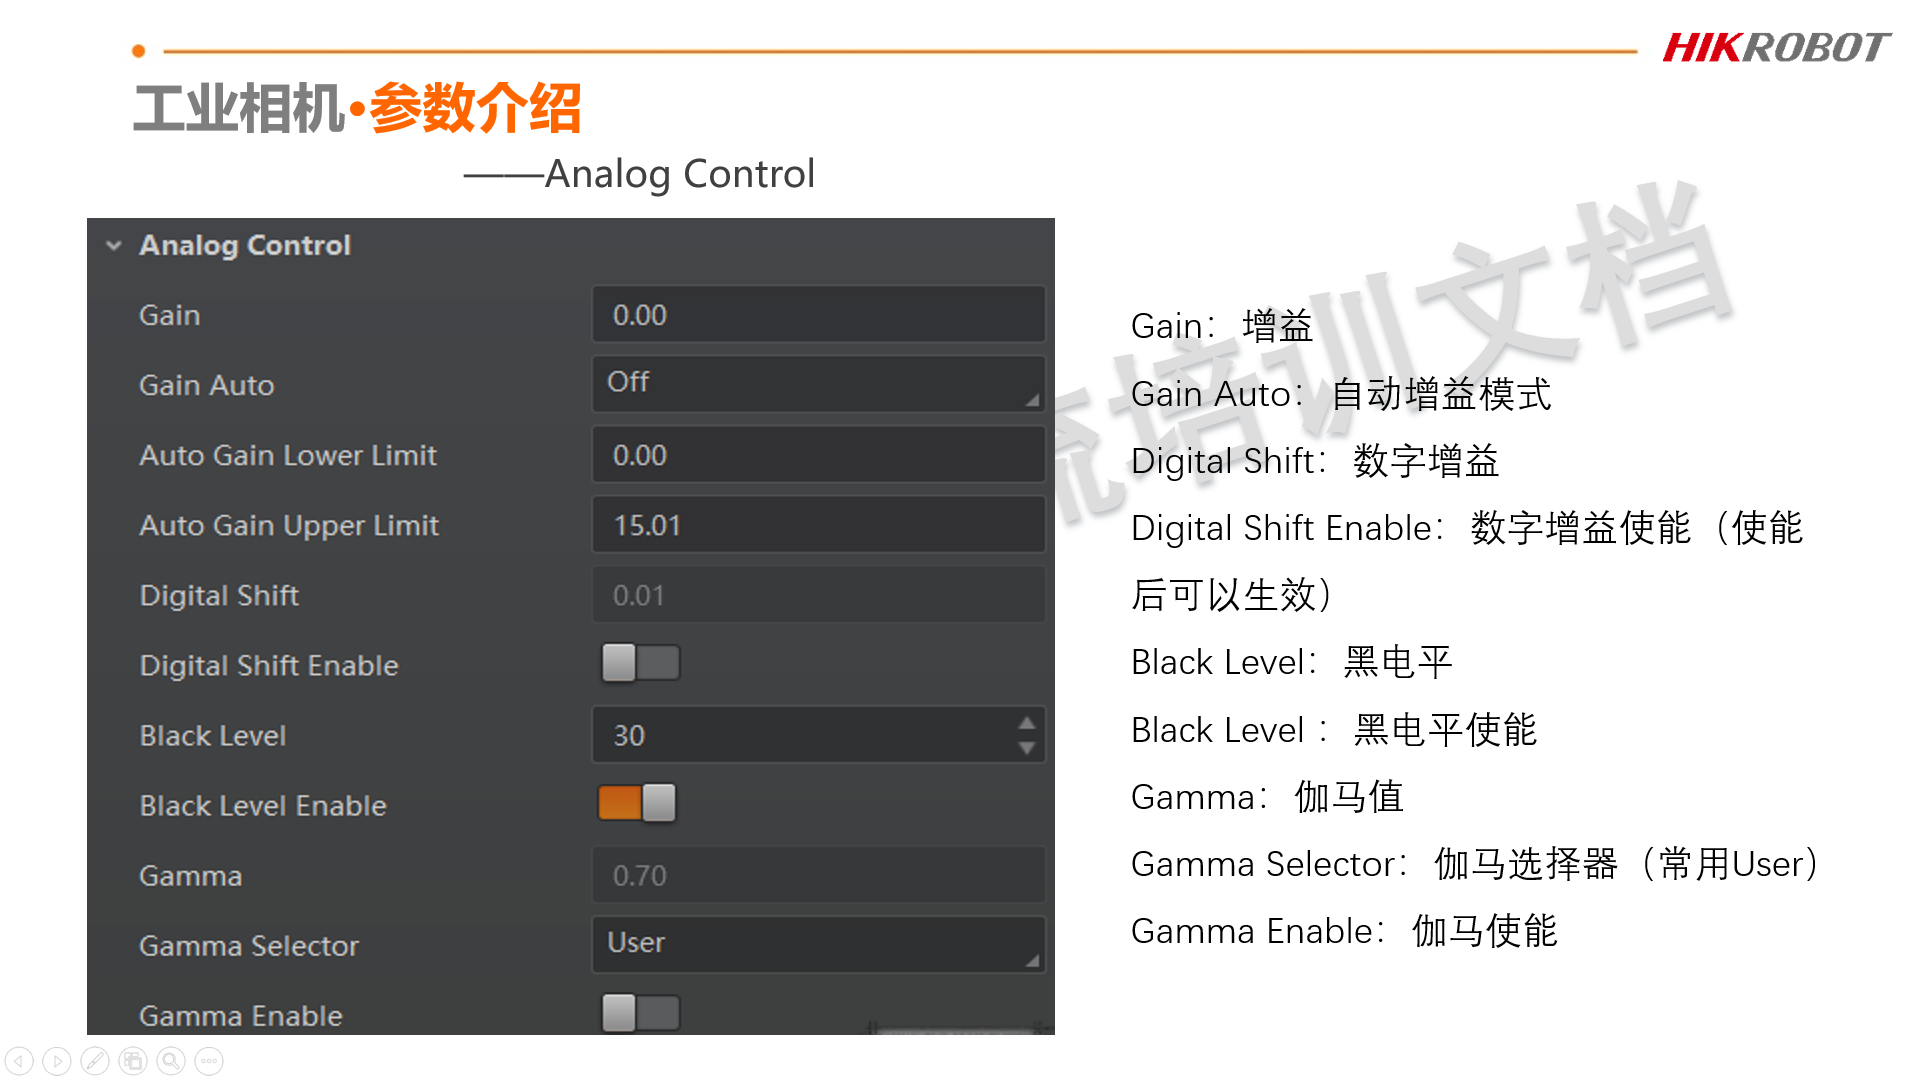 HIKROBOT
工业相机•参数介绍
——Analog Control
Analog Control
Gain 0.00
Gain Auto Off
Auto Gain Lower Limit 0.00
Auto Gain Upper Limit 15.01
Digital Shift 0.01
Digital Shift Enable
Black Level 30
Black Level Enable
Gamma 0.70
Gamma Selector User
Gamma Enable
Gain：增益
Gain Auto：自动增益模式
Digital Shift：数字增益
Digital Shift Enable：数字增益使能（使能
后可以生效）
Black Level：黑电平
Black Level ：黑电平使能
Gamma：伽马值
Gamma Selector：伽马选择器（常用User）
Gamma Enable：伽马使能
流培训文档